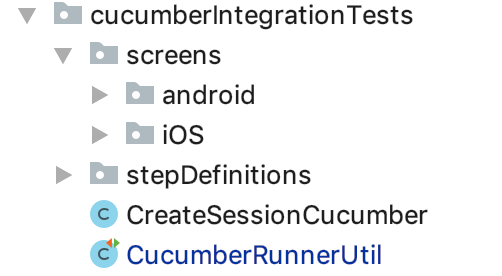 cucumberIntegrationTests
screens
android
iOS
stepDefinitions
C CreateSessionCucumber
C CucumberRunnerUtil